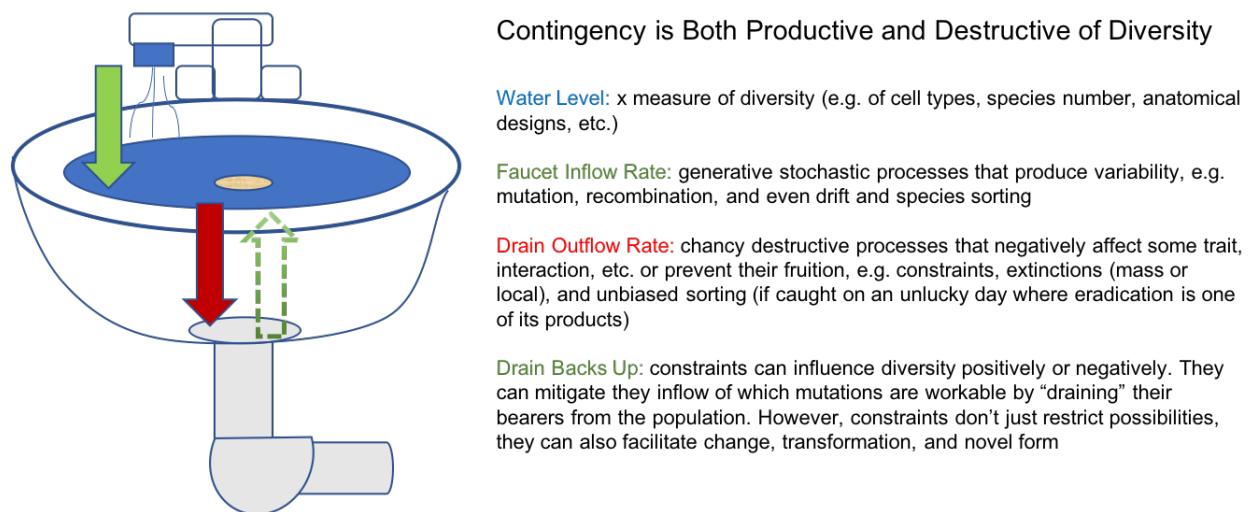 Contingency is Both Productive and Destructive of Diversity
Water Level: x measure of diversity (e.g. of cell types, species number, anatomical
designs, etc.)
Faucet Inflow Rate: generative stochastic processes that produce variability, e.g.
mutation, recombination, and even drift and species sorting
Drain Outflow Rate: chancy destructive processes that negatively affect some trait,
interaction, etc. or prevent their fruition, e.g. constraints, extinctions (mass or
local), and unbiased sorting (if caught on an unlucky day where eradication is one
of its products)
Drain Backs Up: constraints can influence diversity positively or negatively. They
can mitigate they inflow of which mutations are workable by “draining” their
bearers from the population. However, constraints don’t just restrict possibilities,
they can also facilitate change, transformation, and novel form